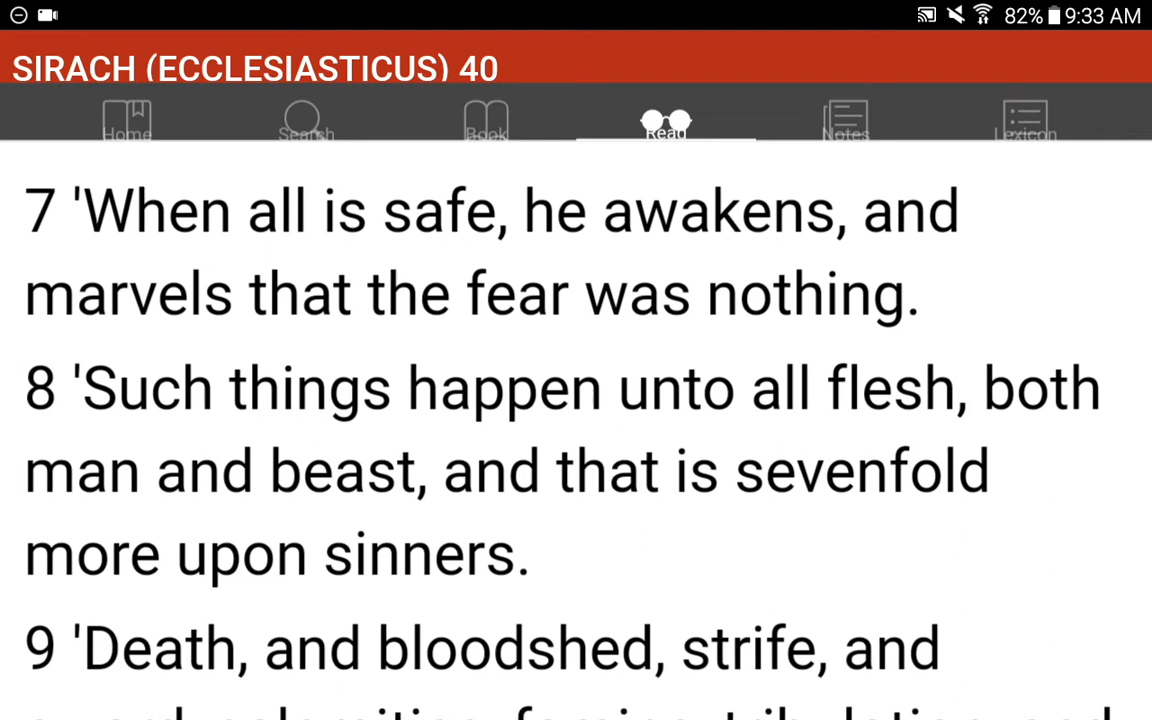 82% 9:33 AM
SIRACH (ECCLESIASTICUS) 40
Home Search Book Read Notes Lexicon
7 'When all is safe, he awakens, and
marvels that the fear was nothing.
8 'Such things happen unto all flesh, both
man and beast, and that is sevenfold
more upon sinners.
9 'Death, and bloodshed, strife, and